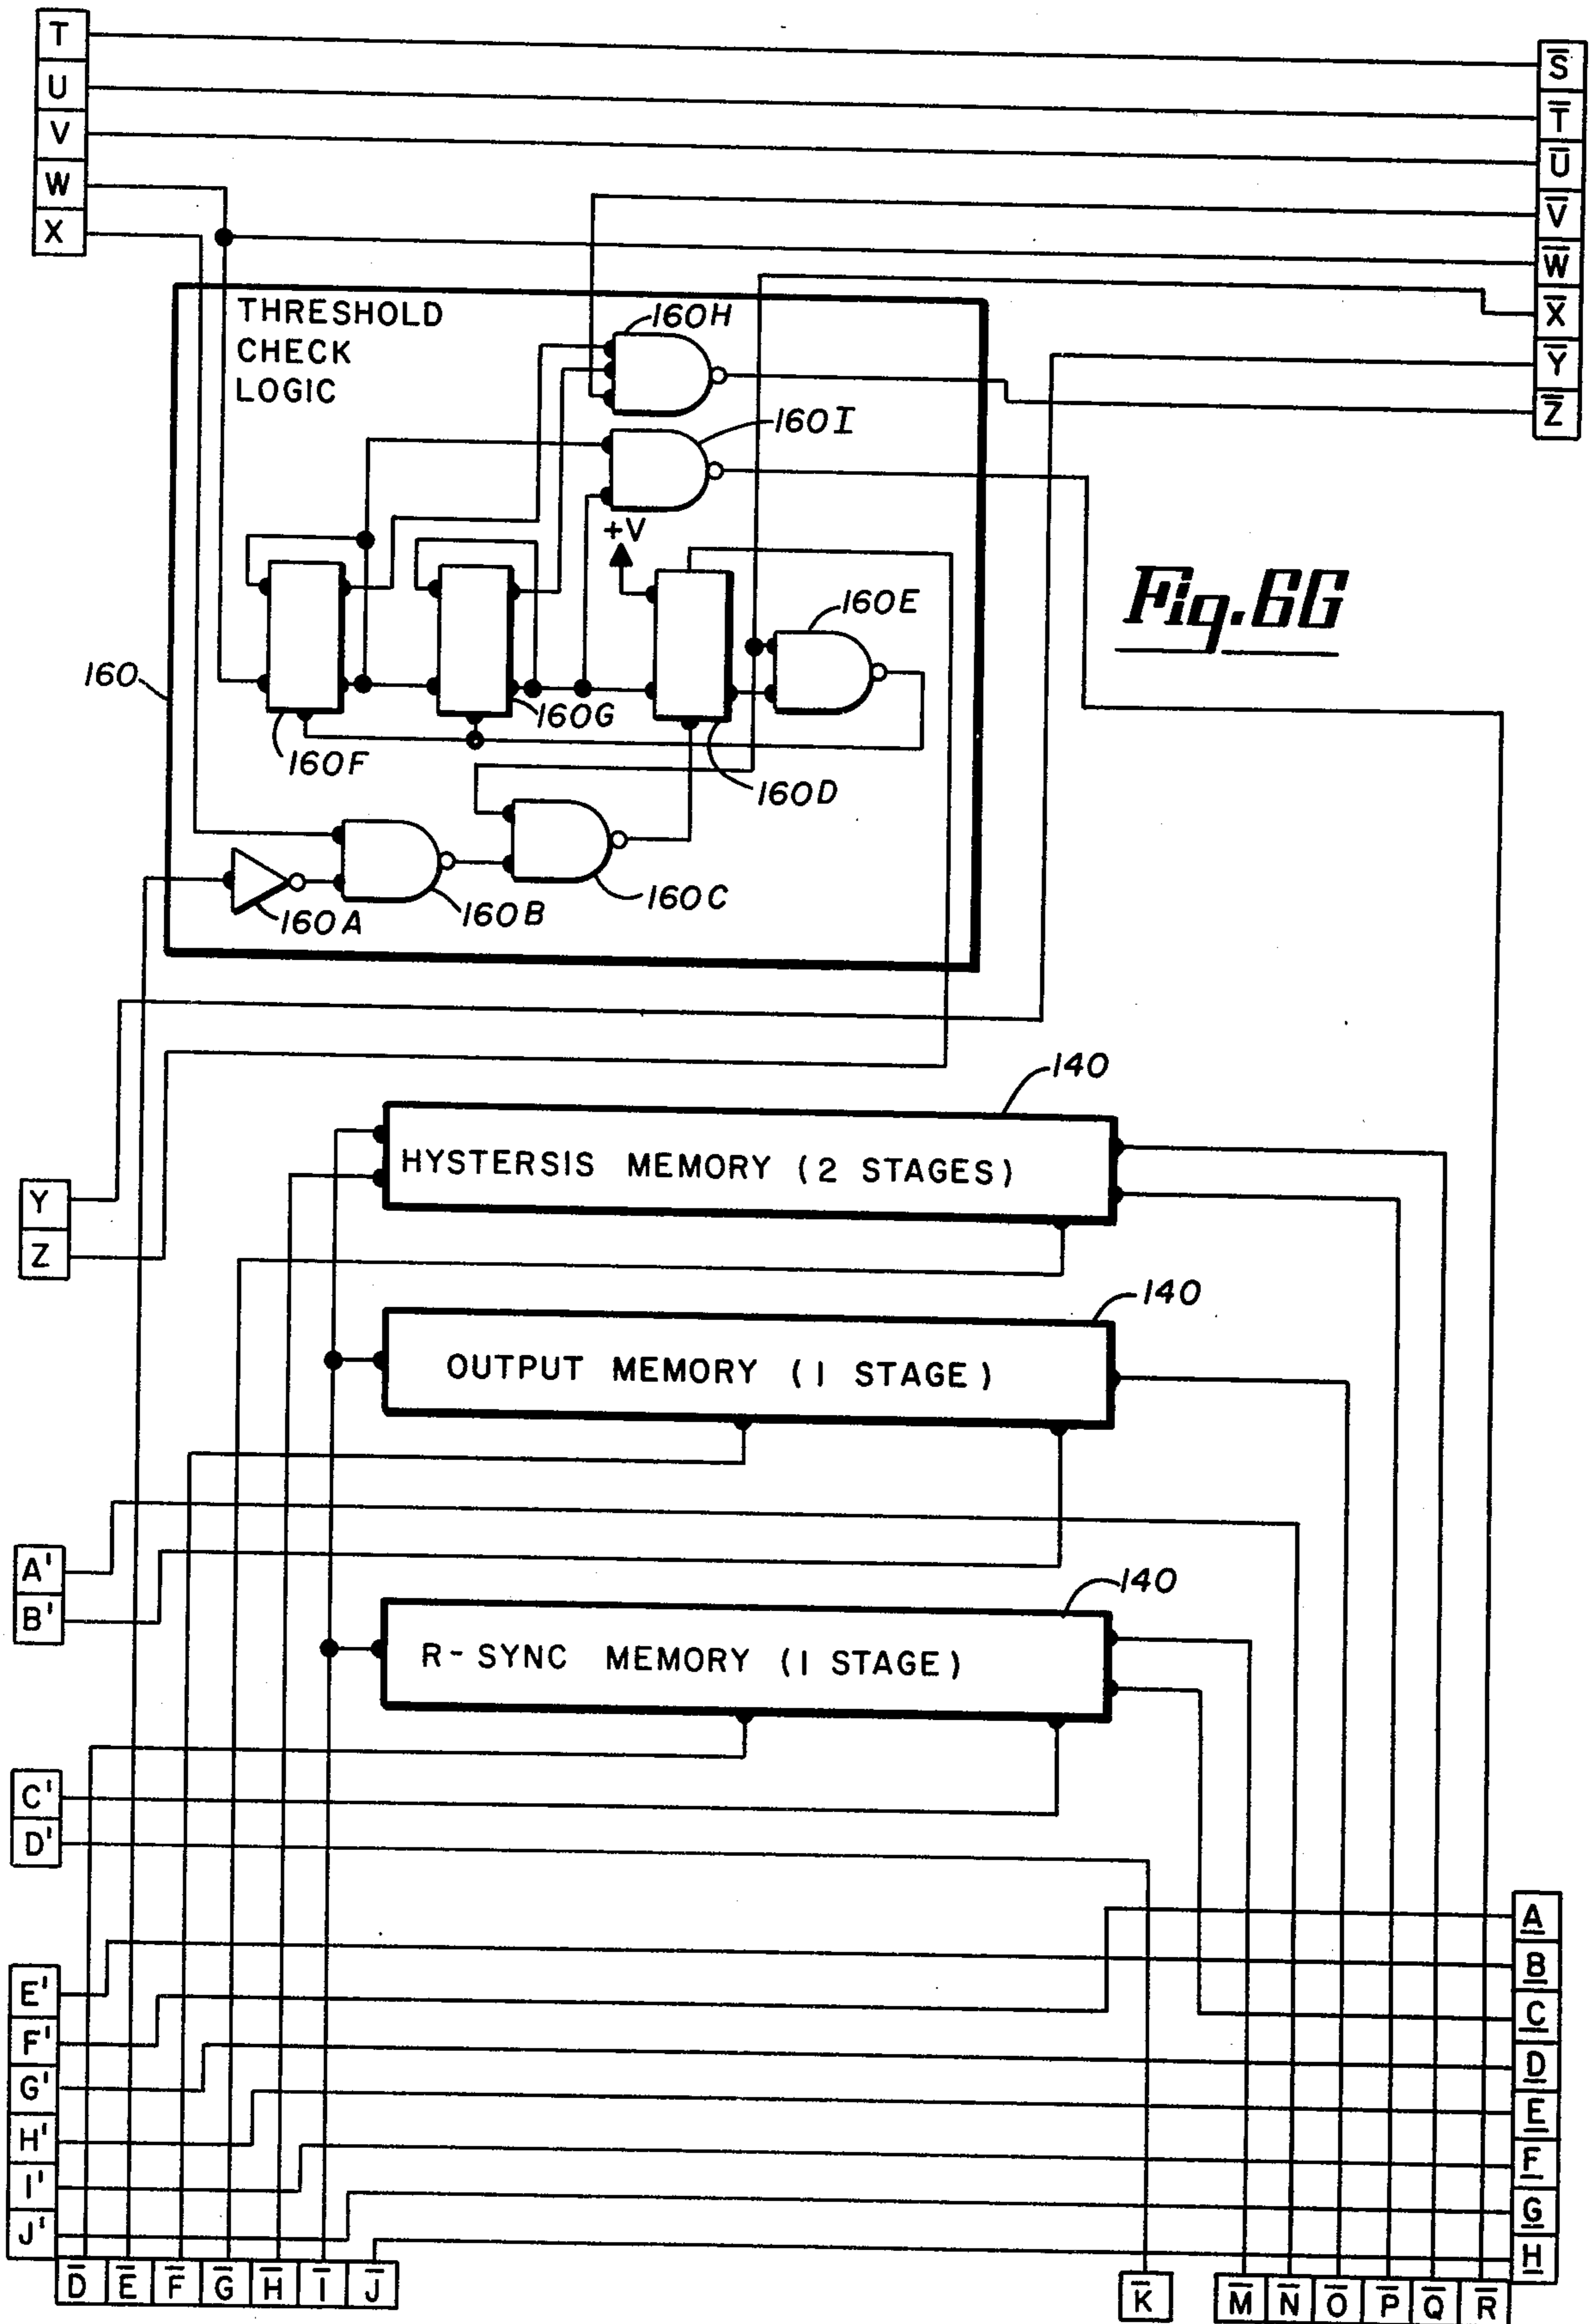 T
U
V
W
X
S̅
T̅
U̅
V̅
W̅
X̅
Y̅
Z̅
THRESHOLD
CHECK
LOGIC
160H
160I
+V
160E
160
160G
160F
160D
160C
160B
160A
Fig. 6G
140
HYSTERSIS MEMORY (2 STAGES)
Y
Z
140
OUTPUT MEMORY (1 STAGE)
A'
B'
140
R-SYNC MEMORY (1 STAGE)
C'
D'
E'
F'
G'
H'
I'
J'
A̲
B̲
C̲
D̲
E̲
F̲
G̲
H̲
D̅ E̅ F̅ G̅ H̅ I̅ J̅
K̅ M̅ N̅ O̅ P̅ Q̅ R̅